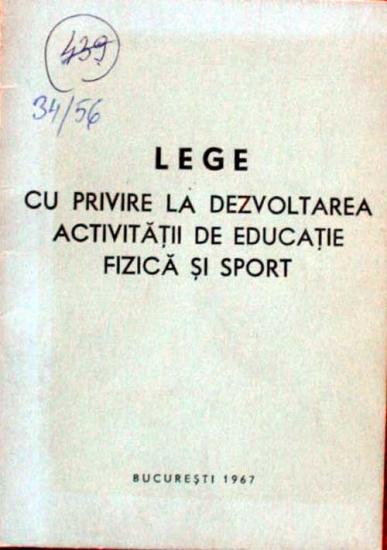 439
34/56
LEGE
CU PRIVIRE LA DEZVOLTAREA
ACTIVITĂȚII DE EDUCAȚIE
FIZICĂ ȘI SPORT
BUCUREȘTI 1967